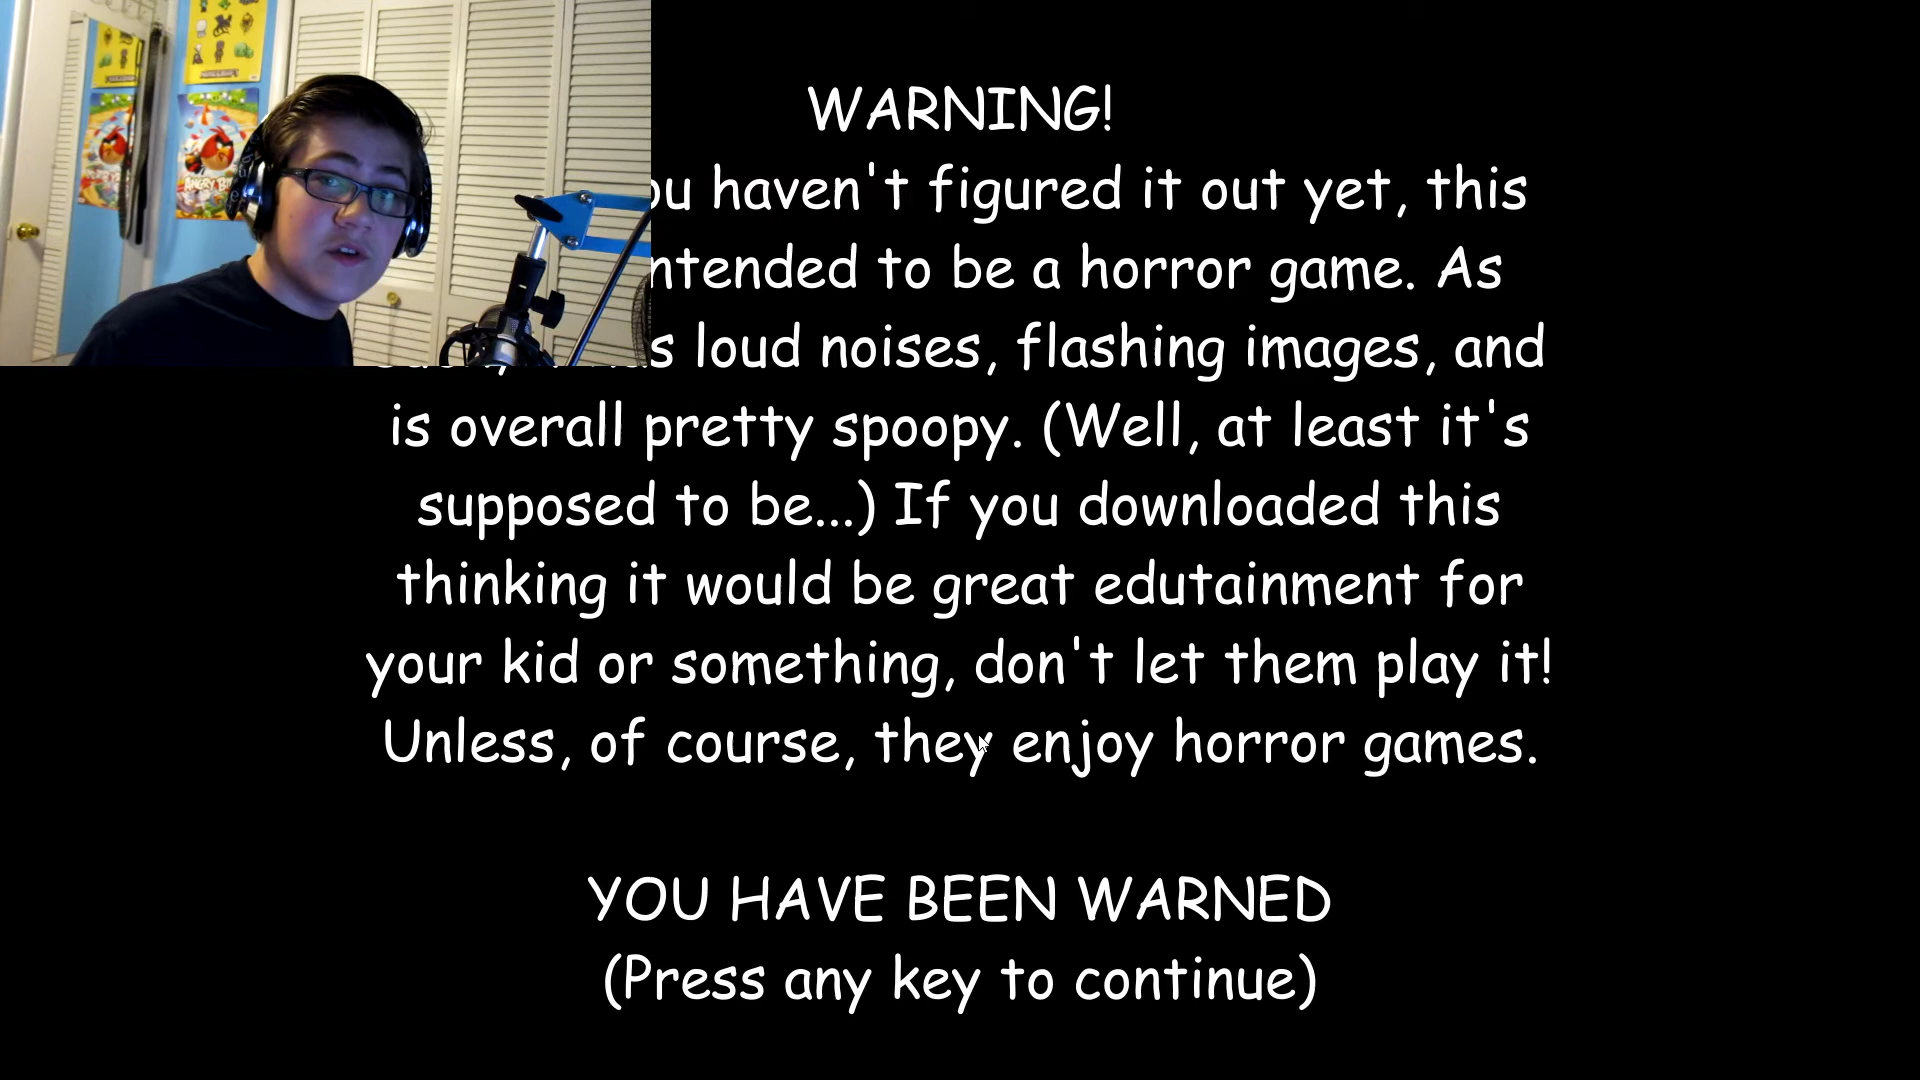 WARNING!
haven't figured it out yet, this
to be a horror game. As
loud noises, flashing images, and
is overall pretty spoopy. (Well, at least it's
supposed to be...) If you downloaded this
thinking it would be great edutainment for
your kid or something, don't let them play it!
Unless, of course, they enjoy horror games.
YOU HAVE BEEN WARNED
(Press any key to continue)